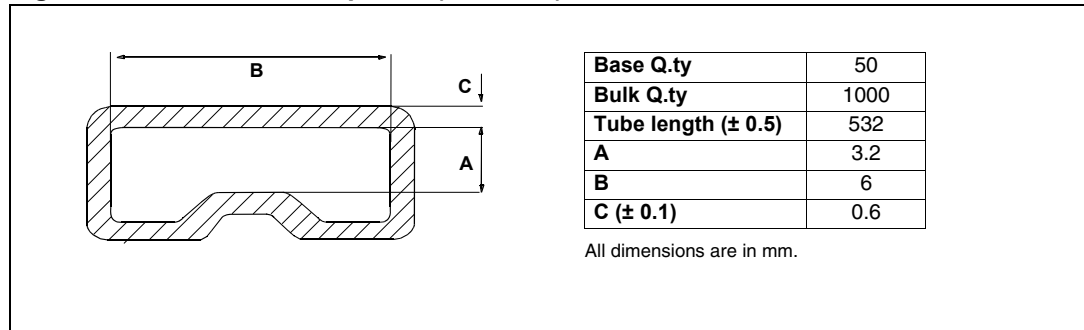 B
C
A
Base Q.ty 50
Bulk Q.ty 1000
Tube length (± 0.5) 532
A 3.2
B 6
C (± 0.1) 0.6
All dimensions are in mm.